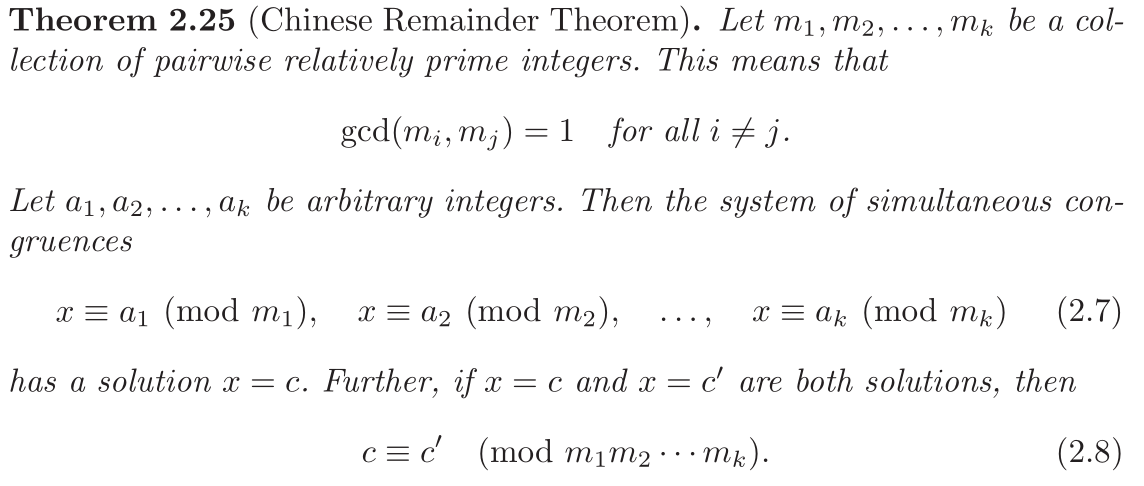 Theorem 2.25 (Chinese Remainder Theorem). Let m₁, m₂, . . . , mₖ be a col-
lection of pairwise relatively prime integers. This means that
gcd(mᵢ, mⱼ) = 1 for all i ≠ j.
Let a₁, a₂, . . . , aₖ be arbitrary integers. Then the system of simultaneous con-
gruences
x ≡ a₁ (mod m₁), x ≡ a₂ (mod m₂), . . . , x ≡ aₖ (mod mₖ) (2.7)
has a solution x = c. Further, if x = c and x = c′ are both solutions, then
c ≡ c′ (mod m₁m₂ · · · mₖ). (2.8)